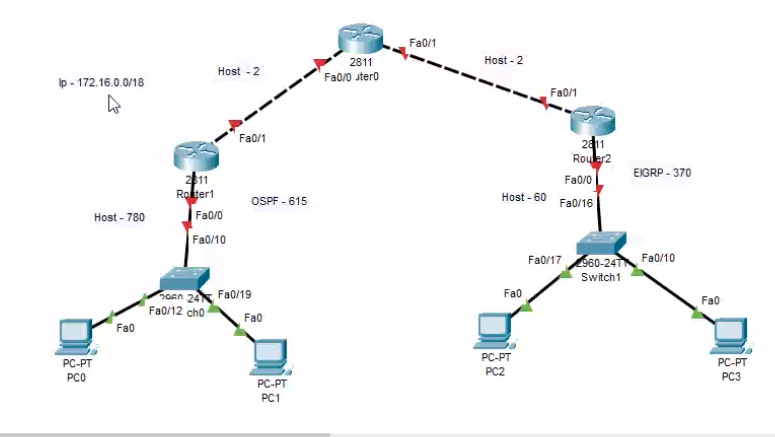 Fa0/1
Host - 2
2811
Host - 2
Fa0/0
uter0
Ip - 172.16.0.0/18
Fa0/1
Fa0/1
2811
Router2
2811
Router1
EIGRP - 370
Fa0/0
Host - 60
Fa0/16
OSPF - 615
Host - 780
Fa0/0
Fa0/10
Fa0/17
2960-24TT
Switch1
Fa0/10
2960-24TT
ch0
Fa0/19
Fa0/12
Fa0
Fa0
Fa0
Fa0
PC-PT
PC0
PC-PT
PC1
PC-PT
PC2
PC-PT
PC3